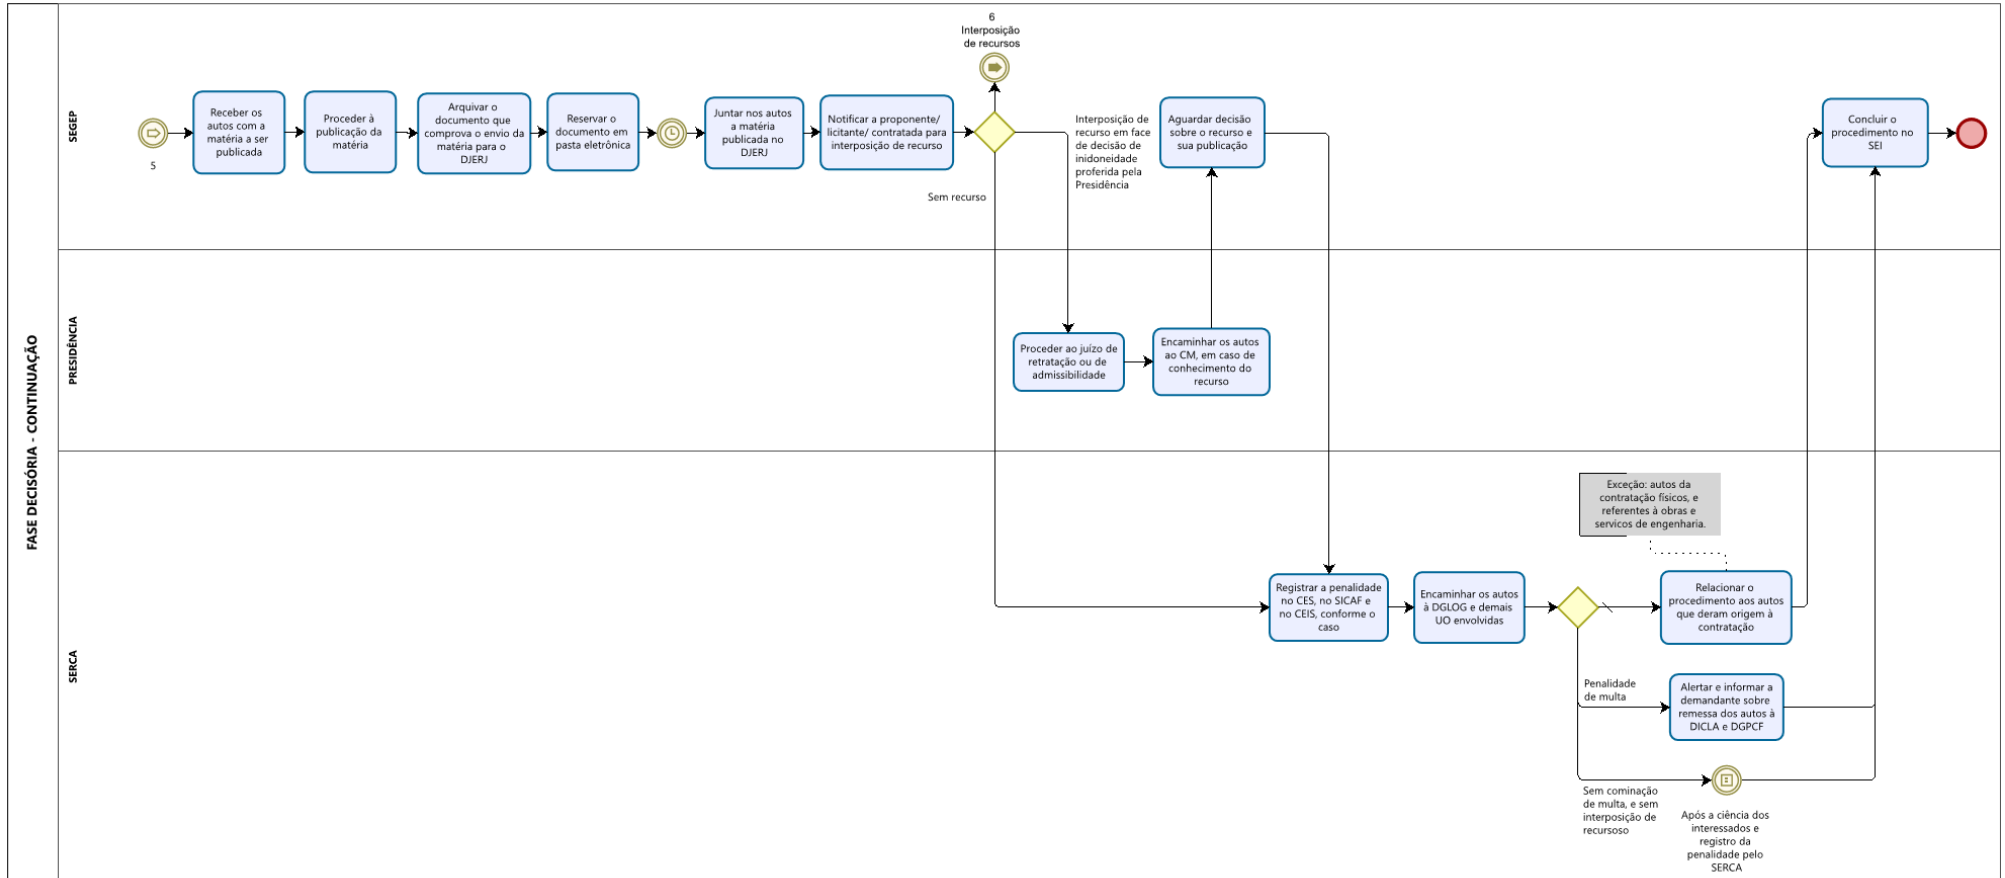 FASE DECISÓRIA - CONTINUAÇÃO
SEGEP
5
Receber os
autos com a
matéria a ser
publicada
Proceder à
publicação da
matéria
Arquivar o
documento que
comprova o envio da
matéria para o
DJERJ
Reservar o
documento em
pasta eletrônica
Juntar nos autos
a matéria
publicada no
DJERJ
Notificar a proponente/
licitante/ contratada para
interposição de recurso
6
Interposição
de recursos
Sem recurso
Interposição de
recurso em face
de decisão de
inidoneidade
proferida pela
Presidência
Aguardar decisão
sobre o recurso e
sua publicação
Concluir o
procedimento no
SEI
PRESIDÊNCIA
Proceder ao juízo de
retratação ou de
admissibilidade
Encaminhar os autos
ao CM, em caso de
conhecimento do
recurso
SERCA
Registrar a penalidade
no CES, no SICAF e
no CEIS, conforme o
caso
Encaminhar os autos
à DGLOG e demais
UO envolvidas
Exceção: autos da
contratação físicos, e
referentes à obras e
servicos de engenharia.
Relacionar o
procedimento aos autos
que deram origem à
contratação
Penalidade
de multa
Alertar e informar a
demandante sobre
remessa dos autos à
DICLA e DGPCF
Sem cominação
de multa, e sem
interposição de
recursoso
Após a ciência dos
interessados e
registro da
penalidade pelo
SERCA